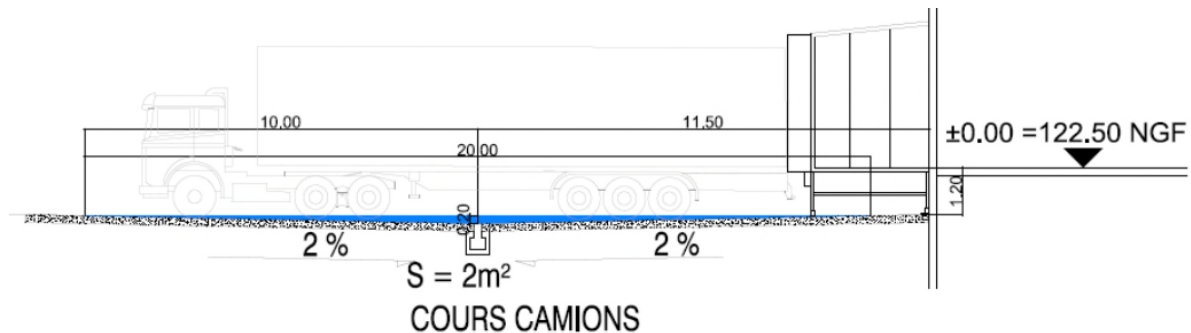 10.00
11.50
±0.00 =122.50 NGF
20.00
1.20
0.20
2 %
2 %
S = 2m²
COURS CAMIONS